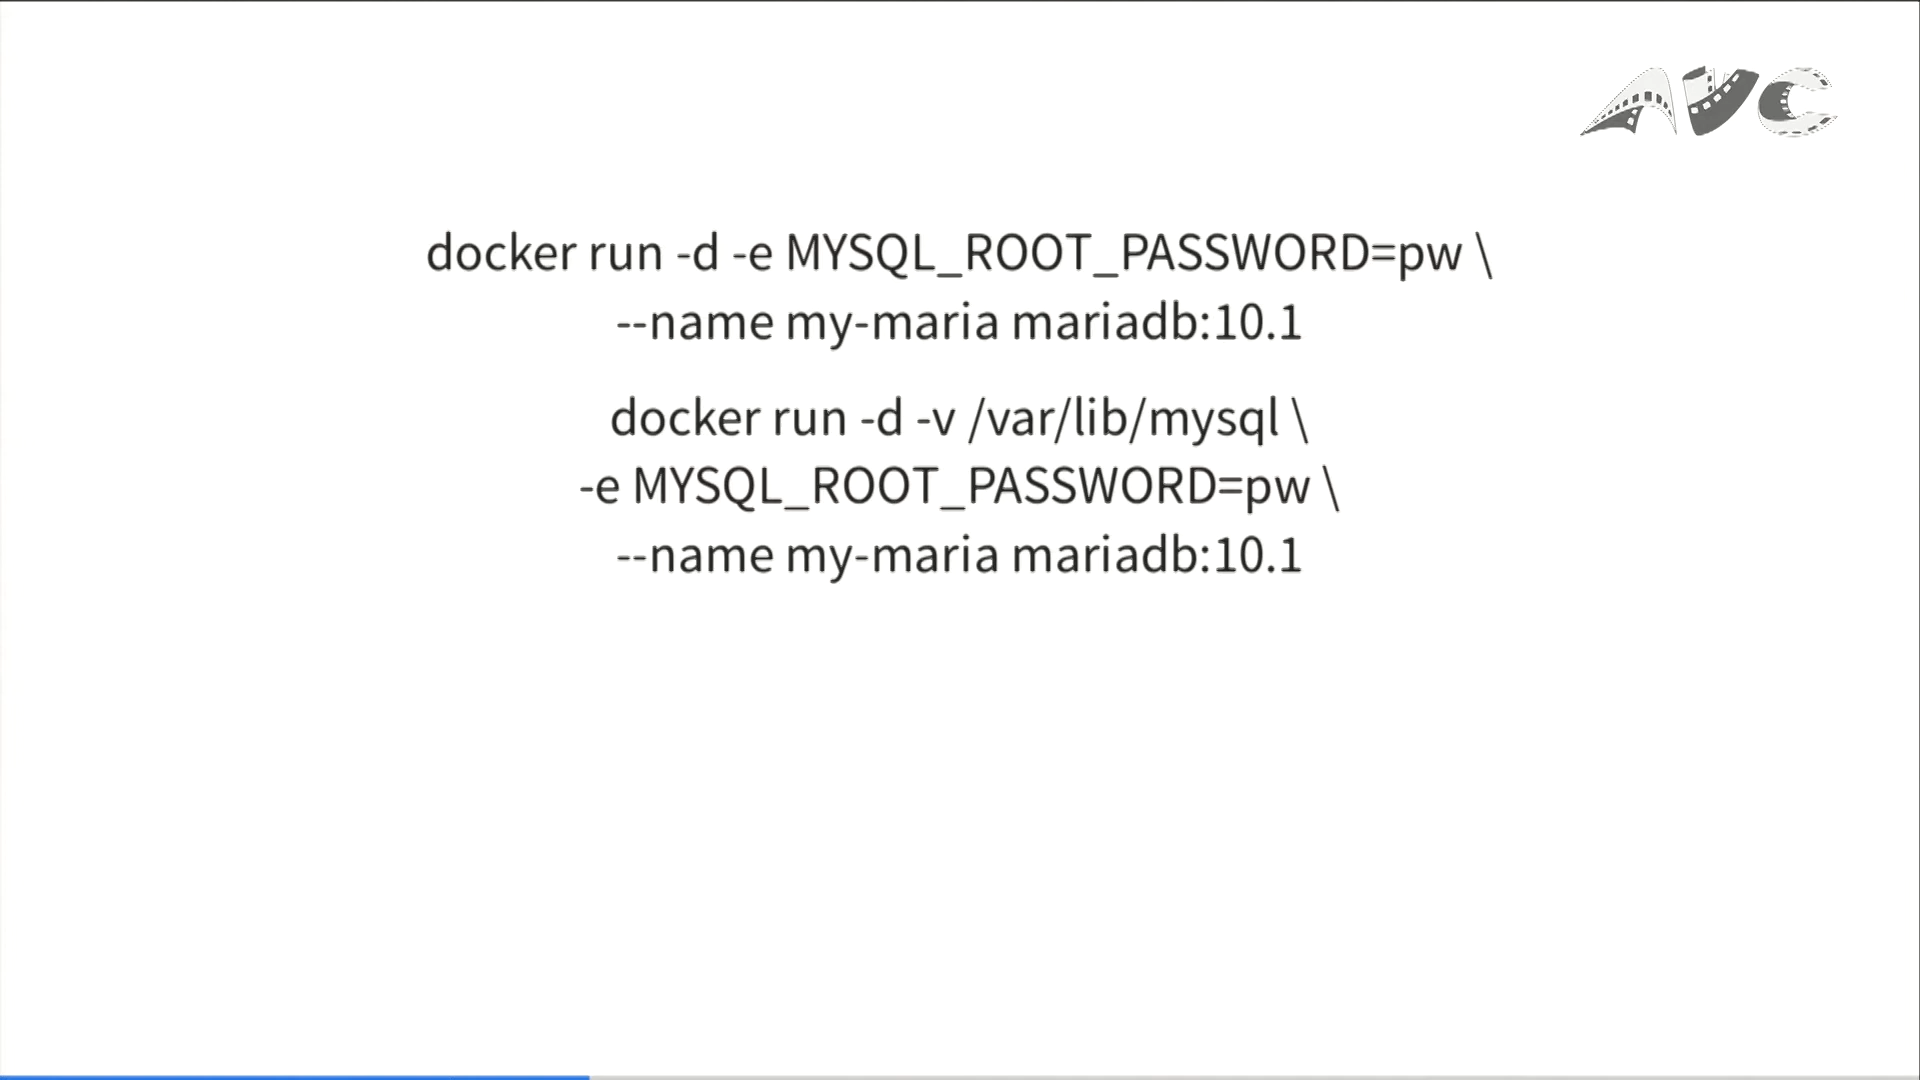 AVC
docker run -d -e MYSQL_ROOT_PASSWORD=pw \
--name my-maria mariadb:10.1
docker run -d -v /var/lib/mysql \
-e MYSQL_ROOT_PASSWORD=pw \
--name my-maria mariadb:10.1